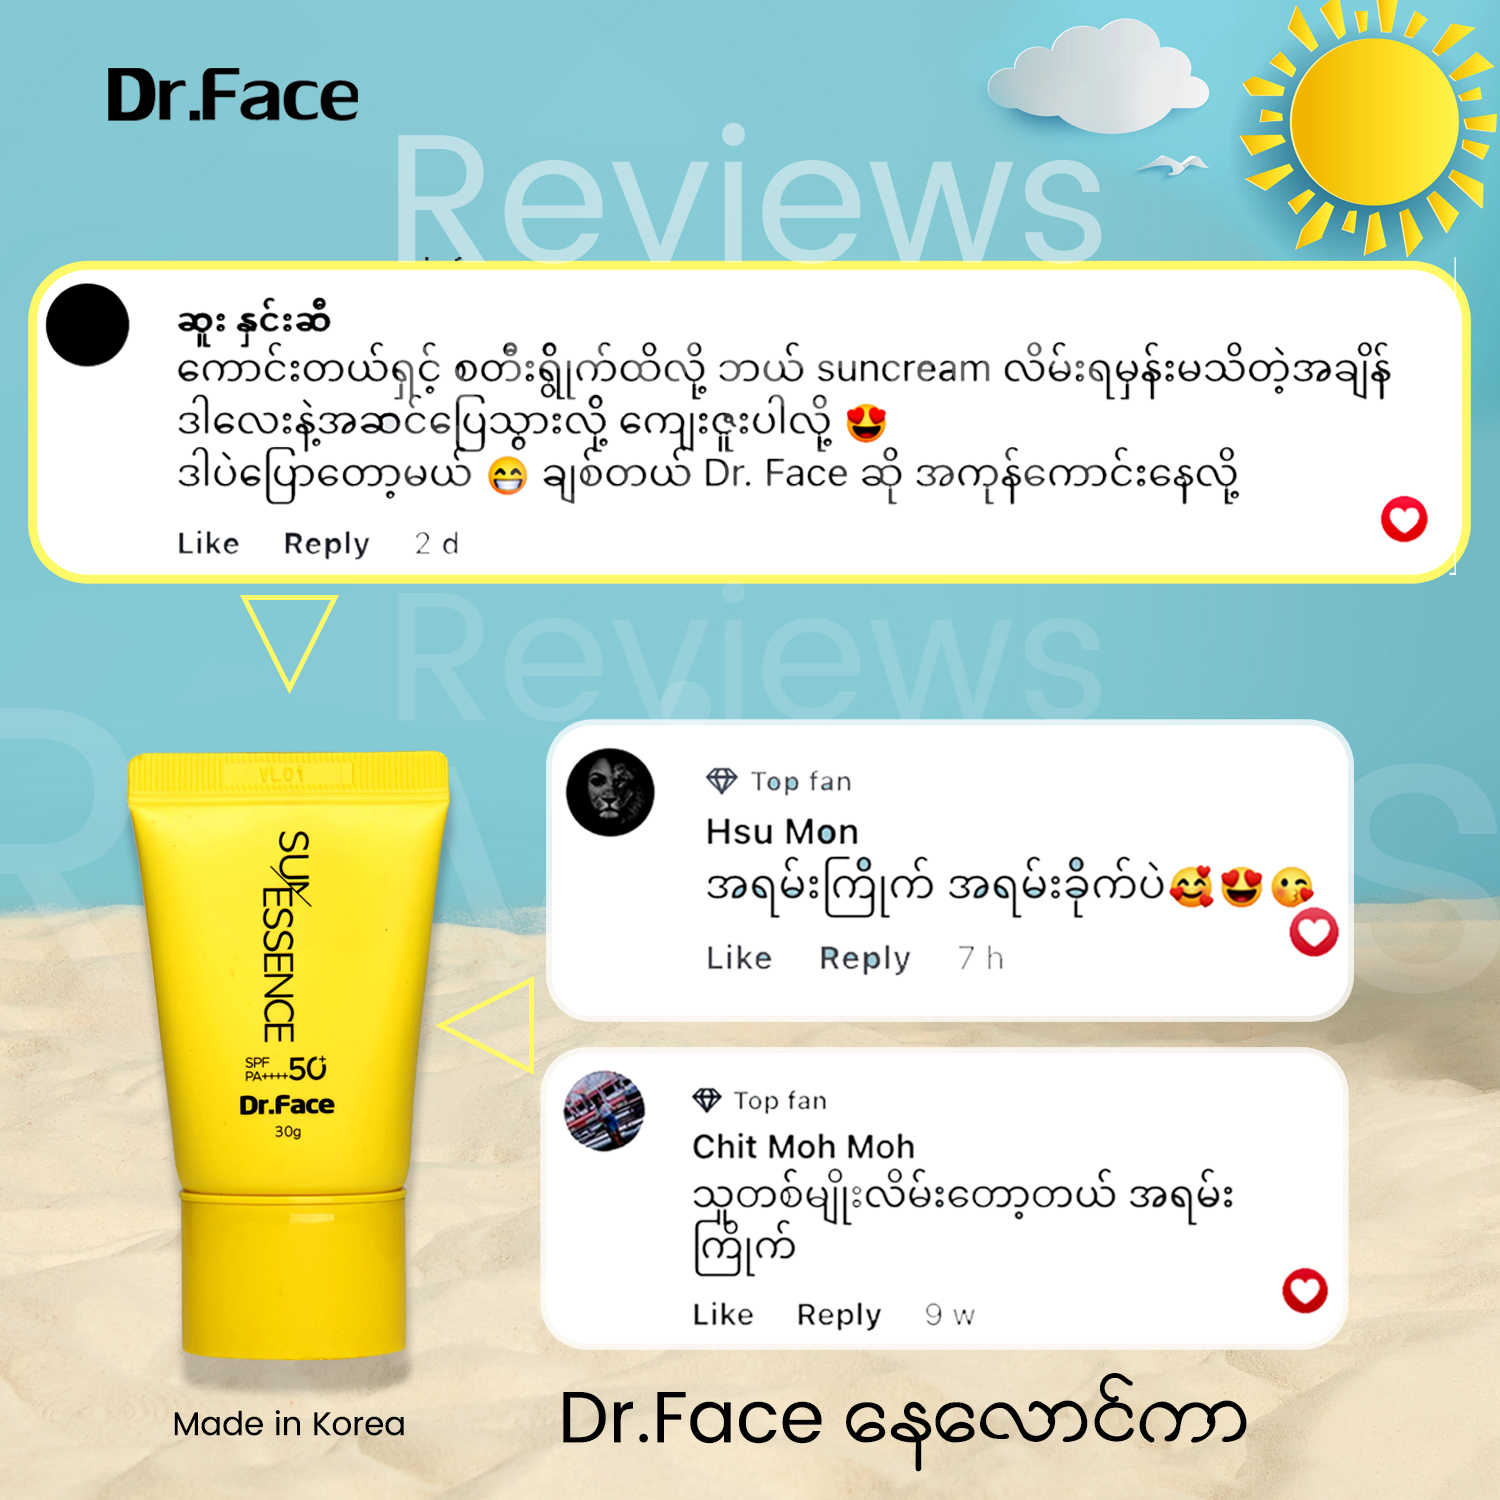 Dr.Face
Reviews
ဆူး နှင်းဆီ
ကောင်းတယ်ရှင့် စတီးရွိုက်ထိလို့ ဘယ် suncream လိမ်းရမှန်းမသိတဲ့အချိန်
ဒါလေးနဲ့အဆင်ပြေသွားလို့ ကျေးဇူးပါလို့ 😍
ဒါပဲပြောတော့မယ် 😁 ချစ်တယ် Dr. Face ဆို အကုန်ကောင်းနေလို့
Like Reply 2 d
Reviews
VL01
SUN ESSENCE
SPF
PA++++ 50+
Dr.Face
30g
Made in Korea
Top fan
Hsu Mon
အရမ်းကြိုက် အရမ်းခိုက်ပဲ🥰😍😘
Like Reply 7 h
Top fan
Chit Moh Moh
သူတစ်မျိုးလိမ်းတော့တယ် အရမ်း
ကြိုက်
Like Reply 9 w
Dr.Face နေလောင်ကာ